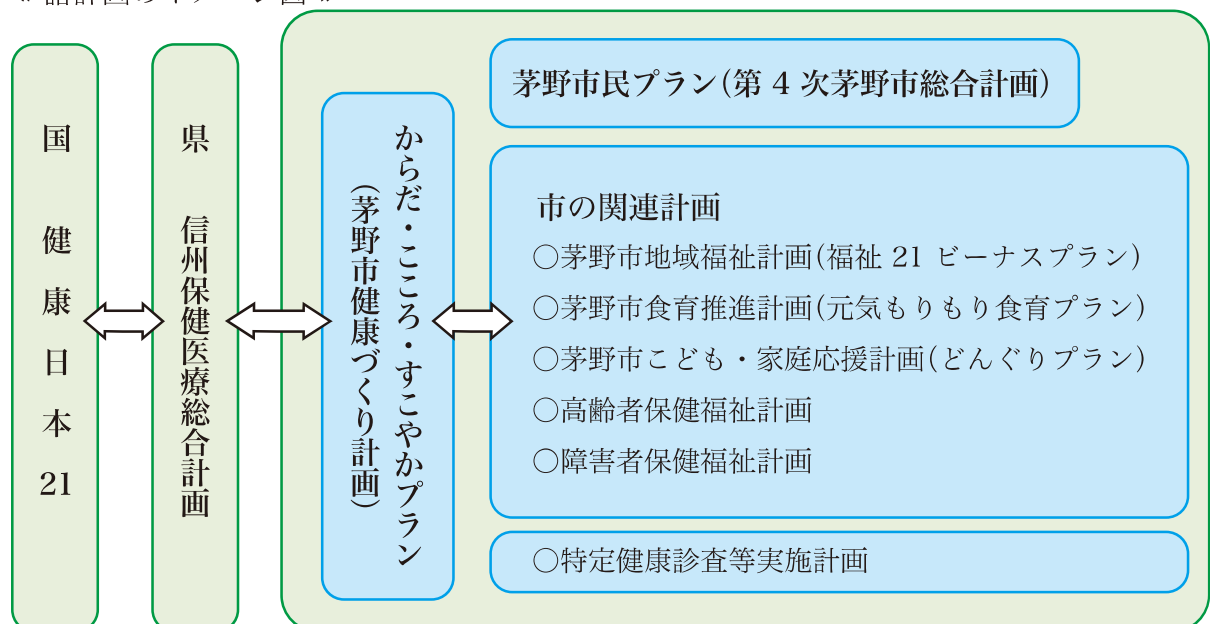 国 健康日本21
県 信州保健医療総合計画
からだ・こころ・すこやかプラン
(茅野市健康づくり計画)
茅野市民プラン(第 4 次茅野市総合計画)
市の関連計画
○茅野市地域福祉計画(福祉 21 ビーナスプラン)
○茅野市食育推進計画(元気もりもり食育プラン)
○茅野市こども・家庭応援計画(どんぐりプラン)
○高齢者保健福祉計画
○障害者保健福祉計画
○特定健康診査等実施計画